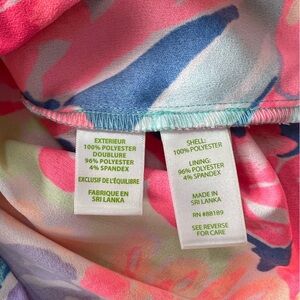 EXTERIEUR
100% POLYESTER
DOUBLURE
96% POLYESTER
4% SPANDEX
EXCLUSIF DE L'ÉQUILIBRE
FABRIQUE EN
SRI LANKA
SHELL:
100% POLYESTER
LINING:
96% POLYESTER
4% SPANDEX
MADE IN
SRI LANKA
RN #88189
SEE REVERSE
FOR CARE